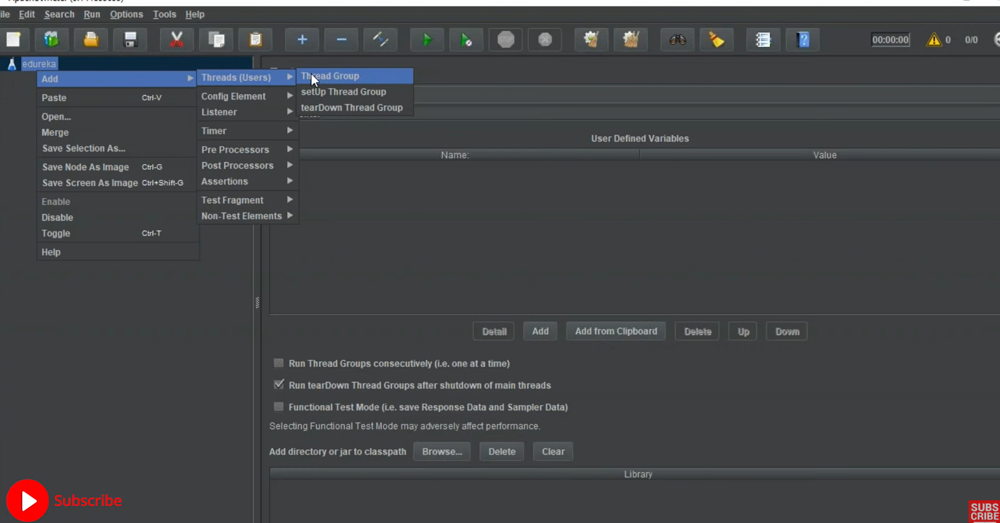 ile Edit Search Run Options Tools Help
00:00:00 0 0/0
edureka
Add
Paste Ctrl-V
Open...
Merge
Save Selection As...
Save Node As Image Ctrl-G
Save Screen As Image Ctrl+Shift-G
Enable
Disable
Toggle Ctrl-T
Help
Threads (Users)
Config Element
Listener
Timer
Pre Processors
Post Processors
Assertions
Test Fragment
Non-Test Elements
Thread Group
setUp Thread Group
tearDown Thread Group
User Defined Variables
Name: Value
Detail Add Add from Clipboard Delete Up Down
Run Thread Groups consecutively (i.e. one at a time)
Run tearDown Thread Groups after shutdown of main threads
Functional Test Mode (i.e. save Response Data and Sampler Data)
Selecting Functional Test Mode may adversely affect performance.
Add directory or jar to classpath Browse... Delete Clear
Library
Subscribe
SUBS
CRIBE